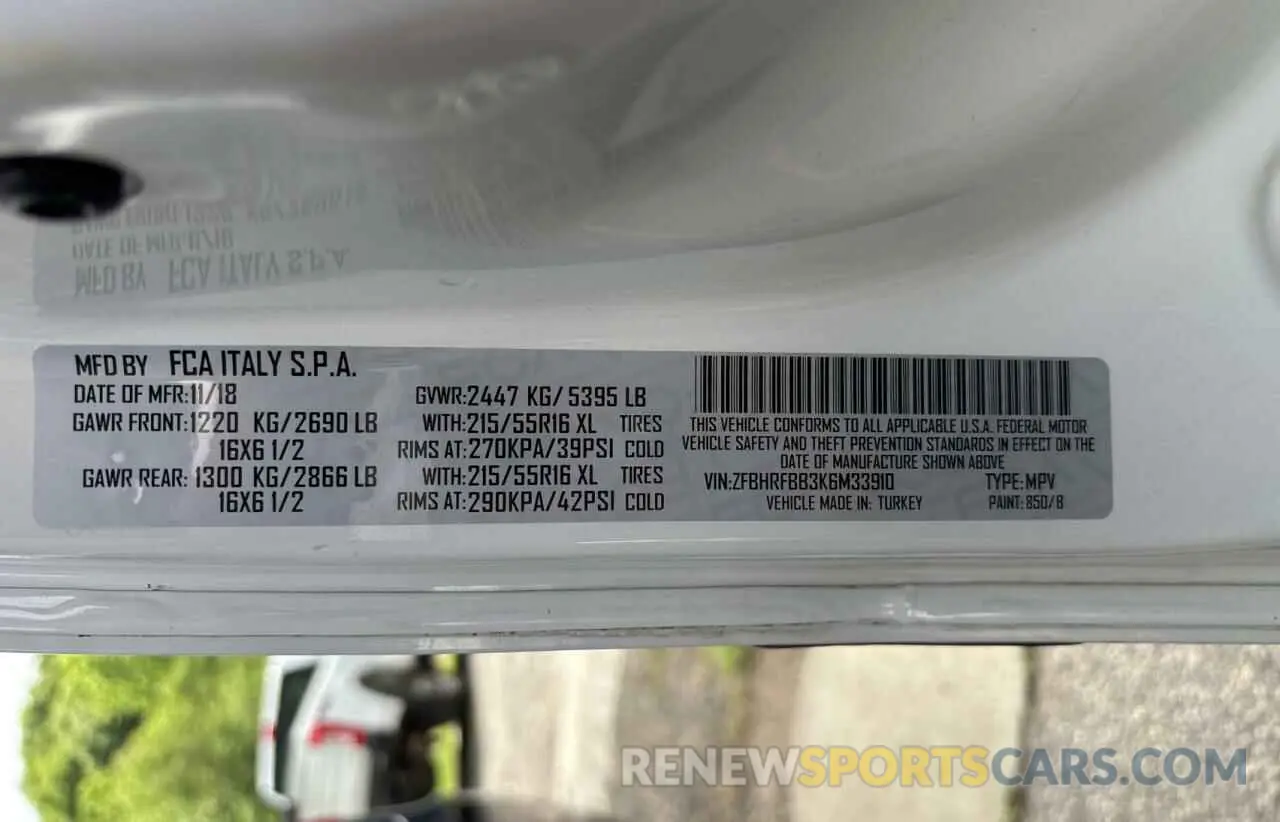 MFD BY FCA ITALY S.P.A.
DATE OF MFR:11/18
GAWR FRONT:1220 KG/2690 LB
16X6 1/2
GAWR REAR: 1300 KG/2866 LB
16X6 1/2
GVWR:2447 KG/ 5395 LB
WITH:215/55R16 XL TIRES
RIMS AT:270KPA/39PSI COLD
WITH:215/55R16 XL TIRES
RIMS AT:290KPA/42PSI COLD
THIS VEHICLE CONFORMS TO ALL APPLICABLE U.S.A. FEDERAL MOTOR
VEHICLE SAFETY AND THEFT PREVENTION STANDARDS IN EFFECT ON THE
DATE OF MANUFACTURE SHOWN ABOVE
VIN:ZFBHRFBB3K6M33910 TYPE:MPV
VEHICLE MADE IN: TURKEY PAINT: 850/B
RENEWSPORTSCARS.COM